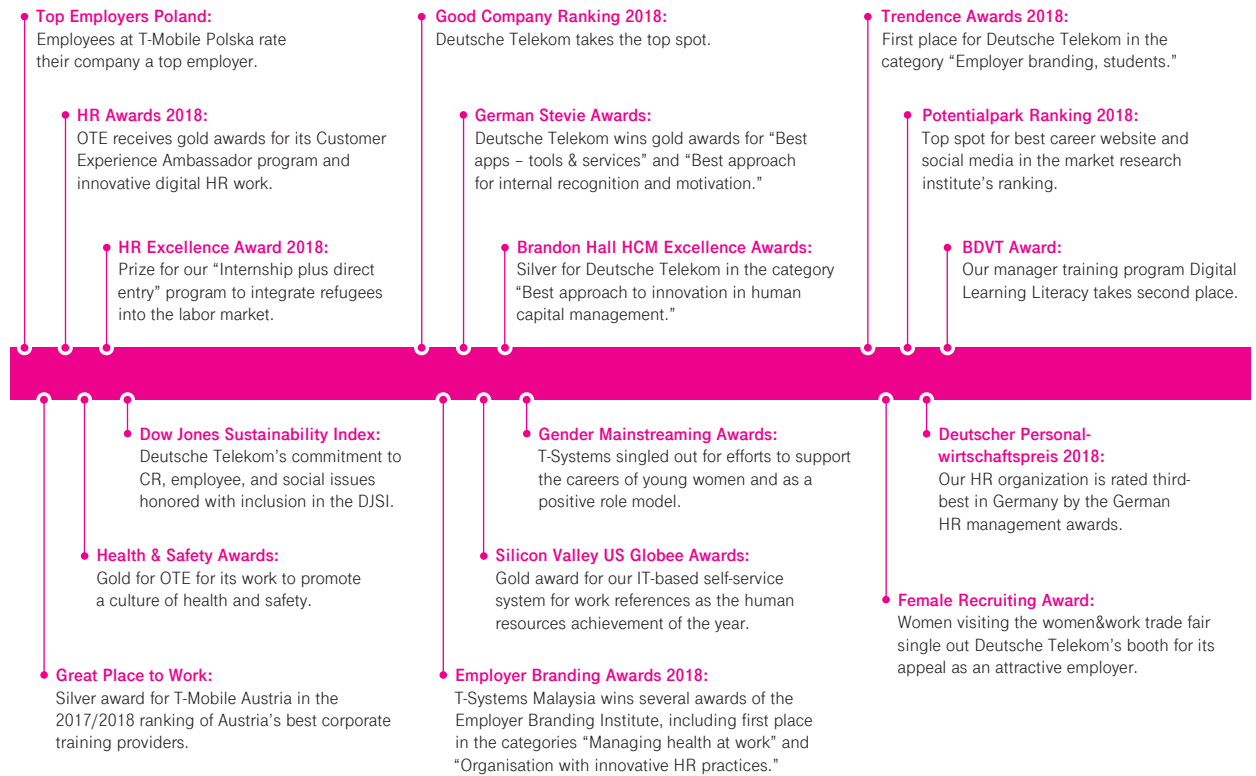 Top Employers Poland:
Employees at T-Mobile Polska rate
their company a top employer.
HR Awards 2018:
OTE receives gold awards for its Customer
Experience Ambassador program and
innovative digital HR work.
HR Excellence Award 2018:
Prize for our “Internship plus direct
entry” program to integrate refugees
into the labor market.
Good Company Ranking 2018:
Deutsche Telekom takes the top spot.
German Stevie Awards:
Deutsche Telekom wins gold awards for “Best
apps – tools & services” and “Best approach
for internal recognition and motivation.”
Brandon Hall HCM Excellence Awards:
Silver for Deutsche Telekom in the category
“Best approach to innovation in human
capital management.”
Trendence Awards 2018:
First place for Deutsche Telekom in the
category “Employer branding, students.”
Potentialpark Ranking 2018:
Top spot for best career website and
social media in the market research
institute’s ranking.
BDVT Award:
Our manager training program Digital
Learning Literacy takes second place.
Dow Jones Sustainability Index:
Deutsche Telekom’s commitment to
CR, employee, and social issues
honored with inclusion in the DJSI.
Health & Safety Awards:
Gold for OTE for its work to promote
a culture of health and safety.
Great Place to Work:
Silver award for T-Mobile Austria in the
2017/2018 ranking of Austria’s best corporate
training providers.
Gender Mainstreaming Awards:
T-Systems singled out for efforts to support
the careers of young women and as a
positive role model.
Silicon Valley US Globee Awards:
Gold award for our IT-based self-service
system for work references as the human
resources achievement of the year.
Employer Branding Awards 2018:
T-Systems Malaysia wins several awards of the
Employer Branding Institute, including first place
in the categories “Managing health at work” and
“Organisation with innovative HR practices.”
Deutscher Personal-
wirtschaftspreis 2018:
Our HR organization is rated third-
best in Germany by the German
HR management awards.
Female Recruiting Award:
Women visiting the women&work trade fair
single out Deutsche Telekom’s booth for its
appeal as an attractive employer.